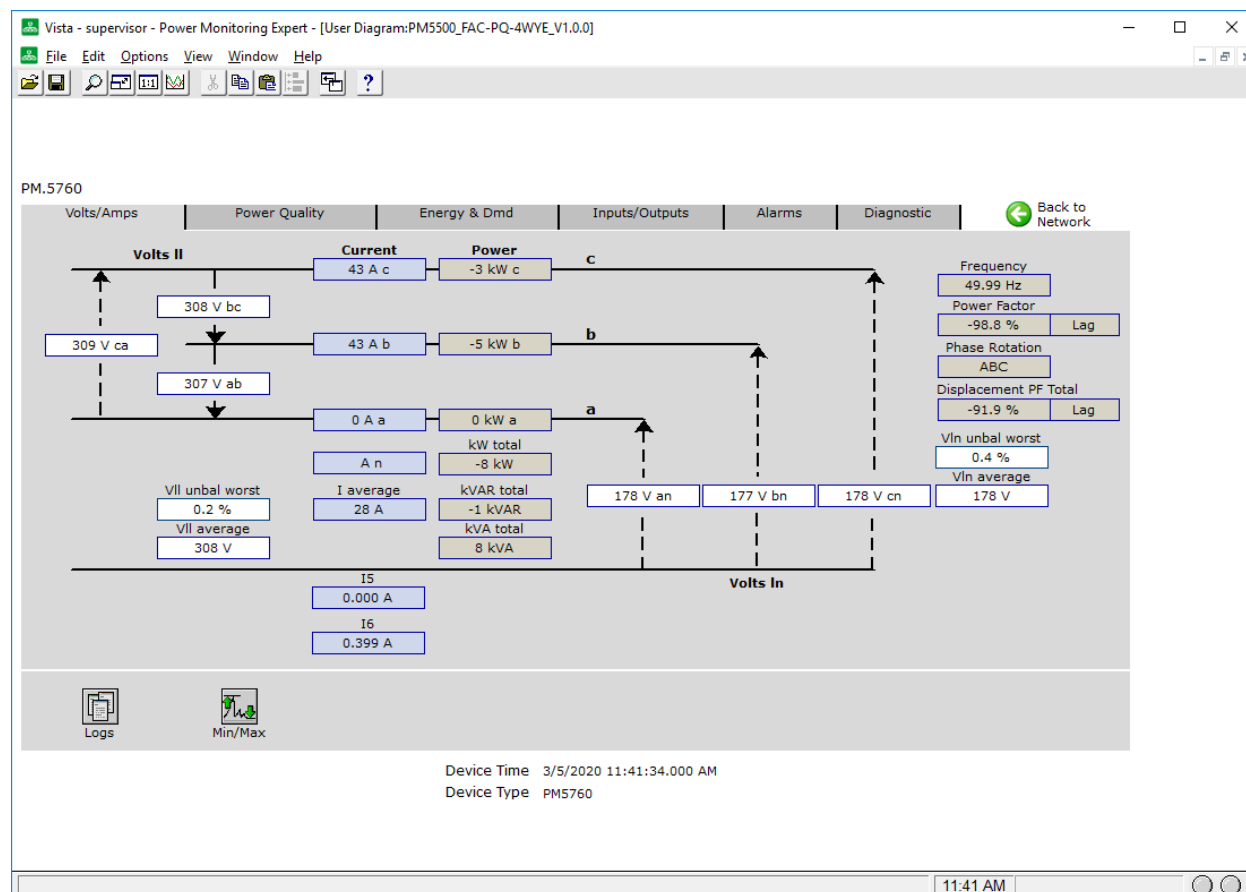 Vista - supervisor - Power Monitoring Expert - [User Diagram:PM5500_FAC-PQ-4WYE_V1.0.0]
File Edit Options View Window Help
1:1 ?
PM.5760
Volts/Amps Power Quality Energy & Dmd Inputs/Outputs Alarms Diagnostic Back to Network
Volts ll Current Power
43 A c -3 kW c c
Frequency
49.99 Hz
308 V bc
Power Factor
-98.8 % Lag
309 V ca 43 A b -5 kW b b
Phase Rotation
ABC
307 V ab
Displacement PF Total
-91.9 % Lag
0 A a 0 kW a a
kW total
A n -8 kW
Vln unbal worst
0.4 %
Vll unbal worst I average kVAR total
0.2 % 28 A -1 kVAR
178 V an 177 V bn 178 V cn
Vln average
178 V
Vll average kVA total
308 V 8 kVA
I5 Volts ln
0.000 A
I6
0.399 A
Logs Min/Max
Device Time 3/5/2020 11:41:34.000 AM
Device Type PM5760
11:41 AM